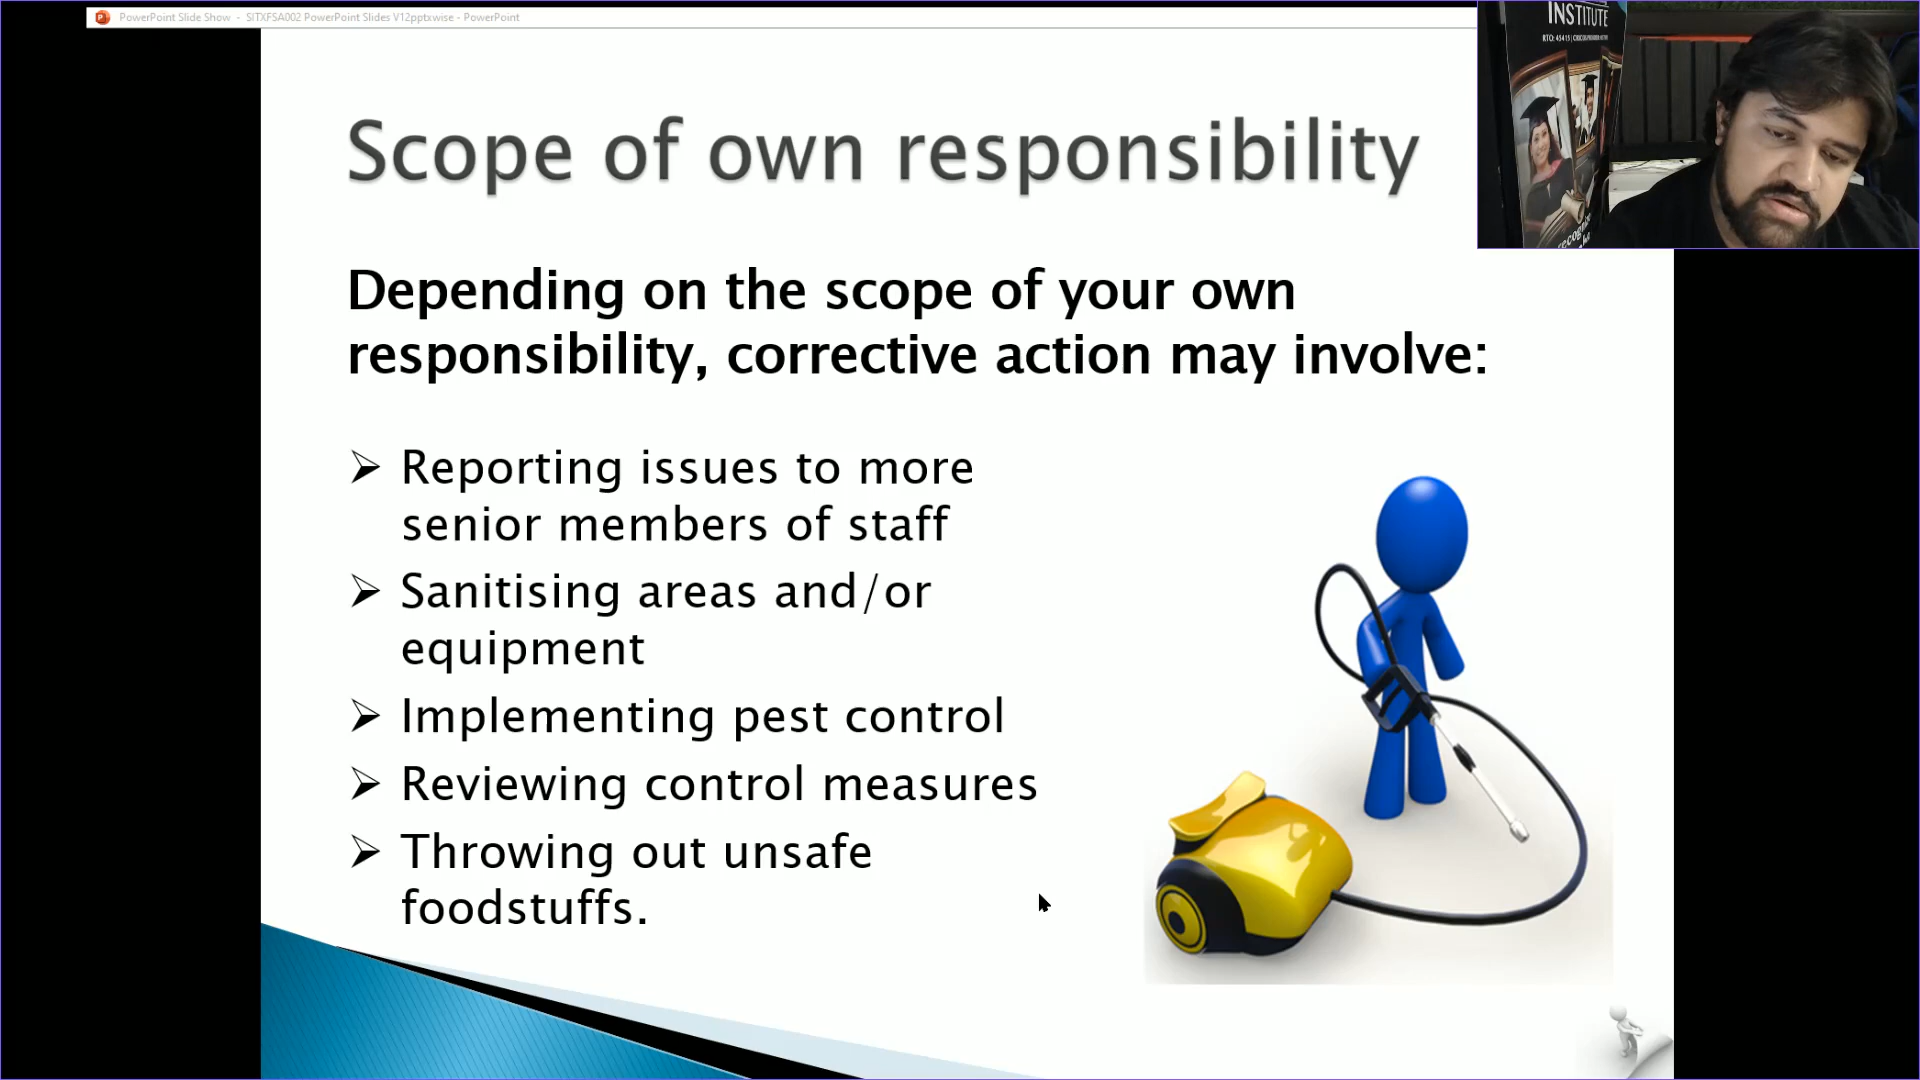 PowerPoint Slide Show - SITXFSA002 PowerPoint Slides V12pptxwise - PowerPoint
INSTITUTE
Scope of own responsibility
Depending on the scope of your own
responsibility, corrective action may involve:
➢ Reporting issues to more
senior members of staff
➢ Sanitising areas and/or
equipment
➢ Implementing pest control
➢ Reviewing control measures
➢ Throwing out unsafe
foodstuffs.